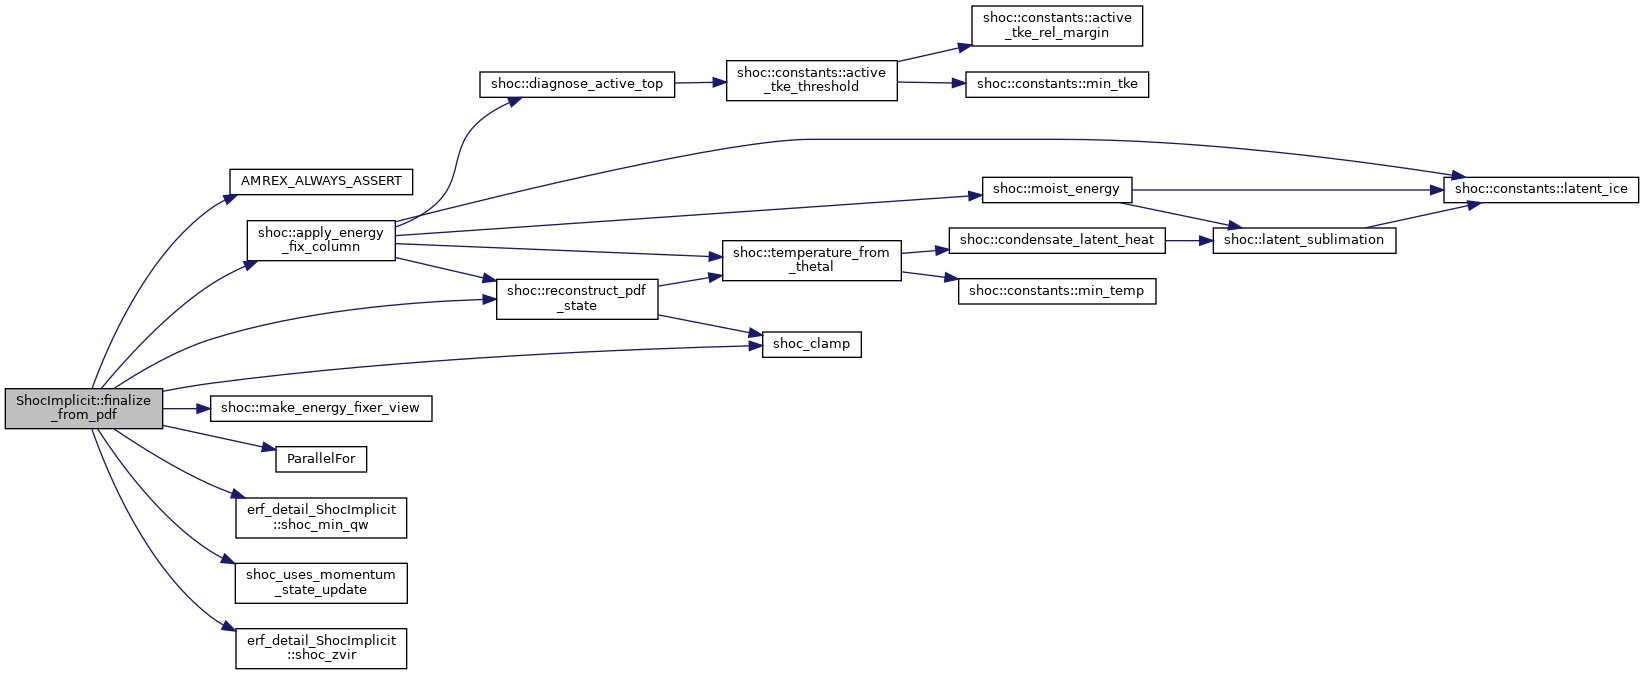 shoc::constants::active
_tke_rel_margin
shoc::diagnose_active_top
shoc::constants::active
_tke_threshold
shoc::constants::min_tke
AMREX_ALWAYS_ASSERT
shoc::moist_energy
shoc::constants::latent_ice
shoc::apply_energy
_fix_column
shoc::temperature_from
_thetal
shoc::condensate_latent_heat
shoc::latent_sublimation
shoc::reconstruct_pdf
_state
shoc::constants::min_temp
shoc_clamp
ShocImplicit::finalize
_from_pdf
shoc::make_energy_fixer_view
ParallelFor
erf_detail_ShocImplicit
::shoc_min_qw
shoc_uses_momentum
_state_update
erf_detail_ShocImplicit
::shoc_zvir